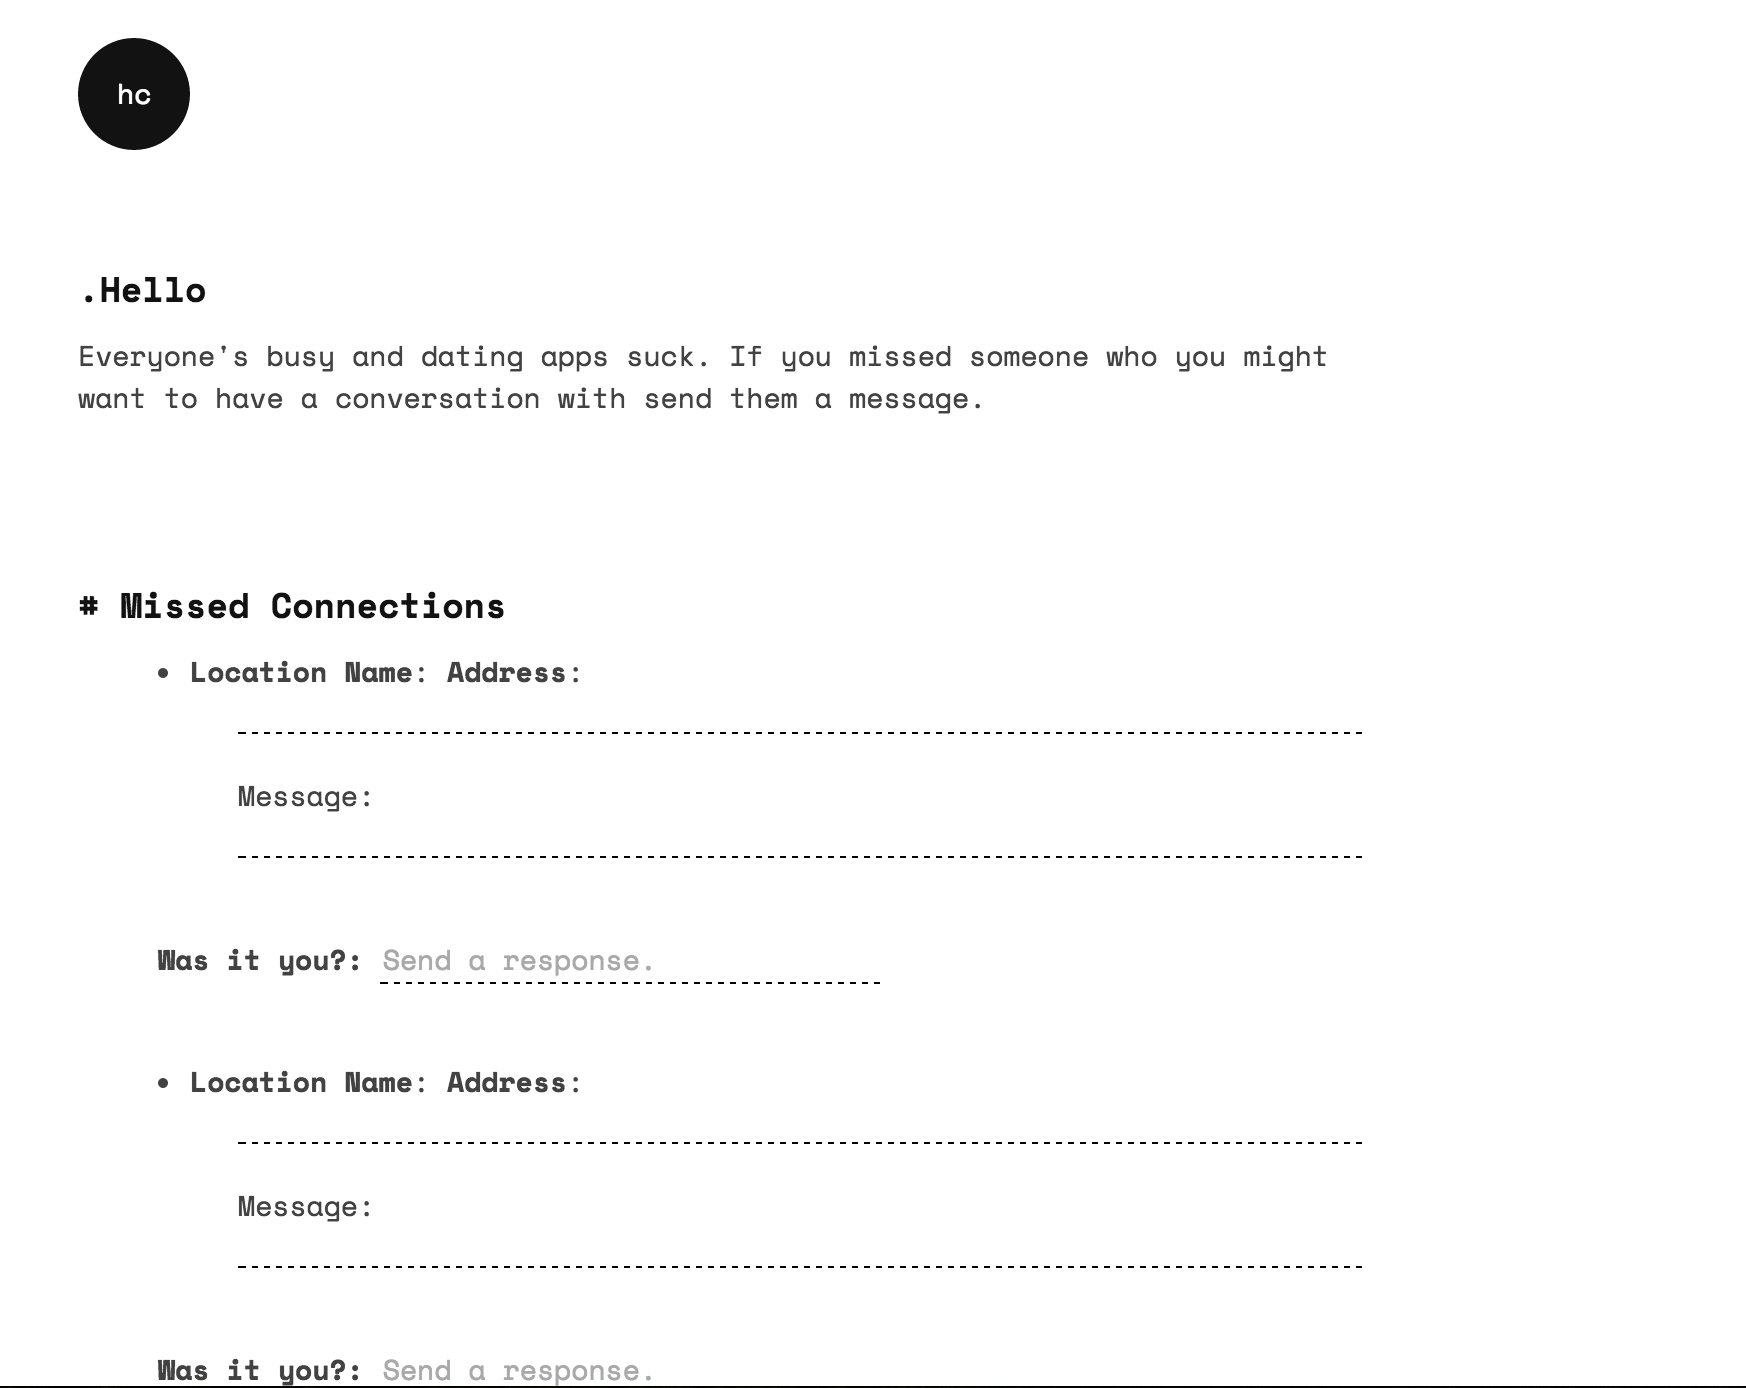 hc
.Hello
Everyone's busy and dating apps suck. If you missed someone who you might
want to have a conversation with send them a message.
# Missed Connections
• Location Name: Address:
Message:
Was it you?: Send a response.
• Location Name: Address:
Message:
Was it you?: Send a response.